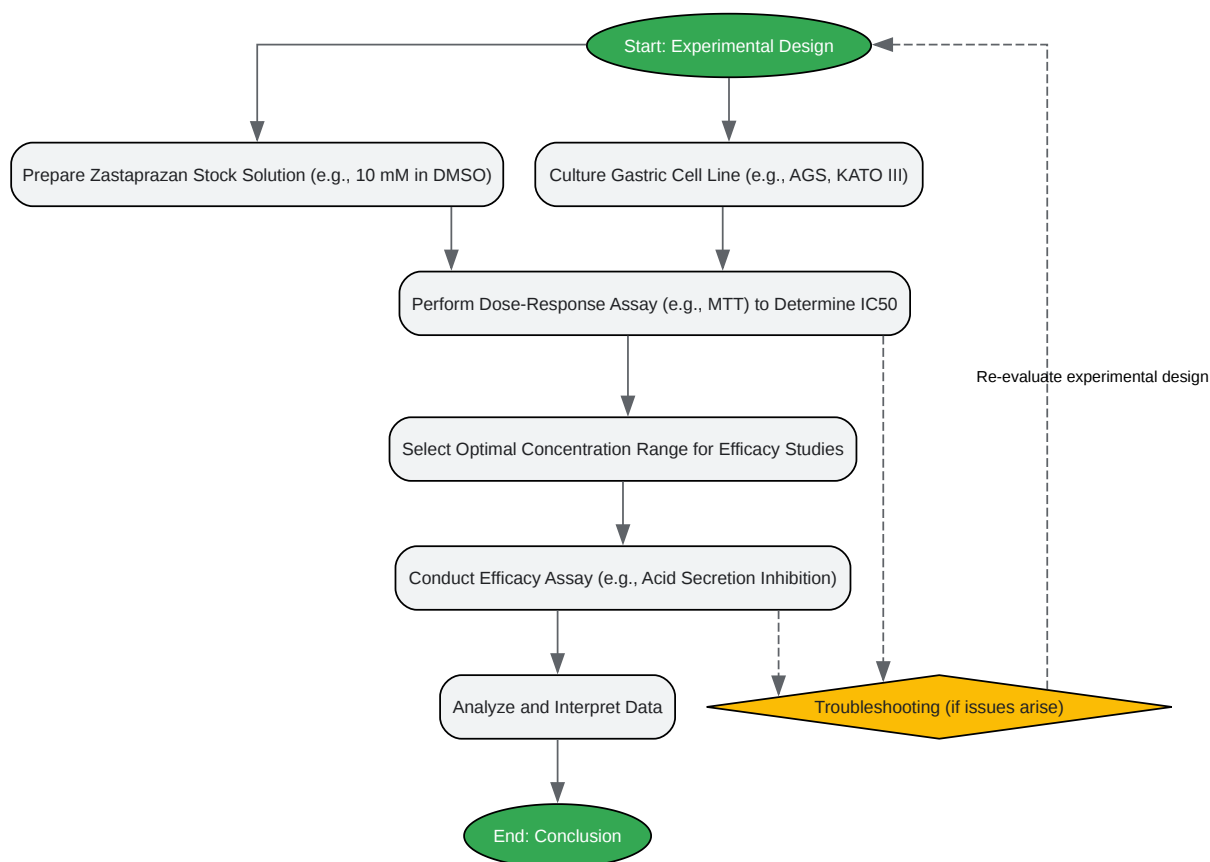 Start: Experimental Design
Prepare Zastaprazan Stock Solution (e.g., 10 mM in DMSO)
Culture Gastric Cell Line (e.g., AGS, KATO III)
Perform Dose-Response Assay (e.g., MTT) to Determine IC50
Re-evaluate experimental design
Select Optimal Concentration Range for Efficacy Studies
Conduct Efficacy Assay (e.g., Acid Secretion Inhibition)
Analyze and Interpret Data
Troubleshooting (if issues arise)
End: Conclusion